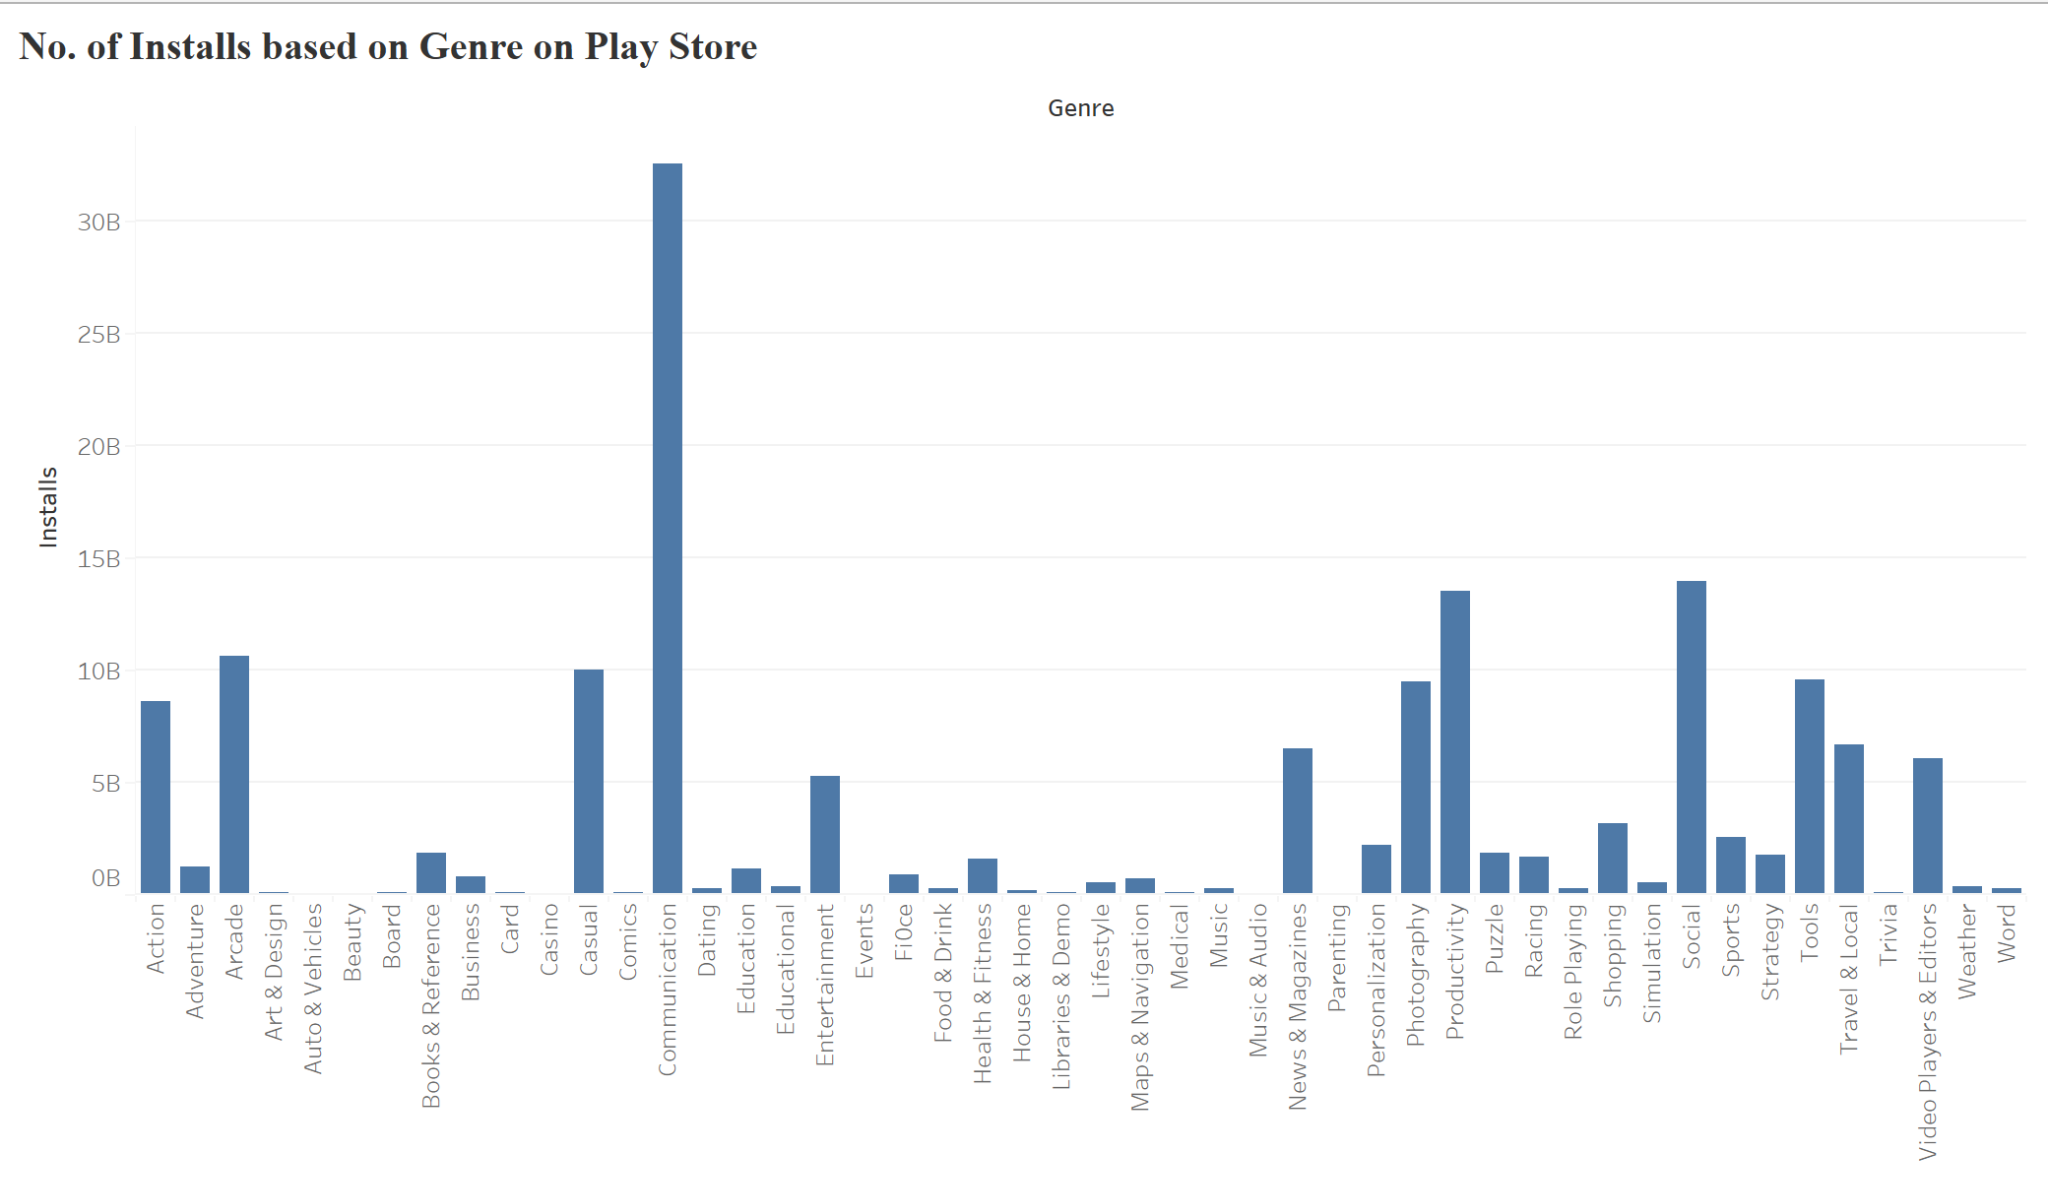 No. of Installs based on Genre on Play Store
Genre
Installs
30B
25B
20B
15B
10B
5B
0B
Action
Adventure
Arcade
Art & Design
Auto & Vehicles
Beauty
Board
Books & Reference
Business
Card
Casino
Casual
Comics
Communication
Dating
Education
Educational
Entertainment
Events
Fi0ce
Food & Drink
Health & Fitness
House & Home
Libraries & Demo
Lifestyle
Maps & Navigation
Medical
Music
Music & Audio
News & Magazines
Parenting
Personalization
Photography
Productivity
Puzzle
Racing
Role Playing
Shopping
Simulation
Social
Sports
Strategy
Tools
Travel & Local
Trivia
Video Players & Editors
Weather
Word